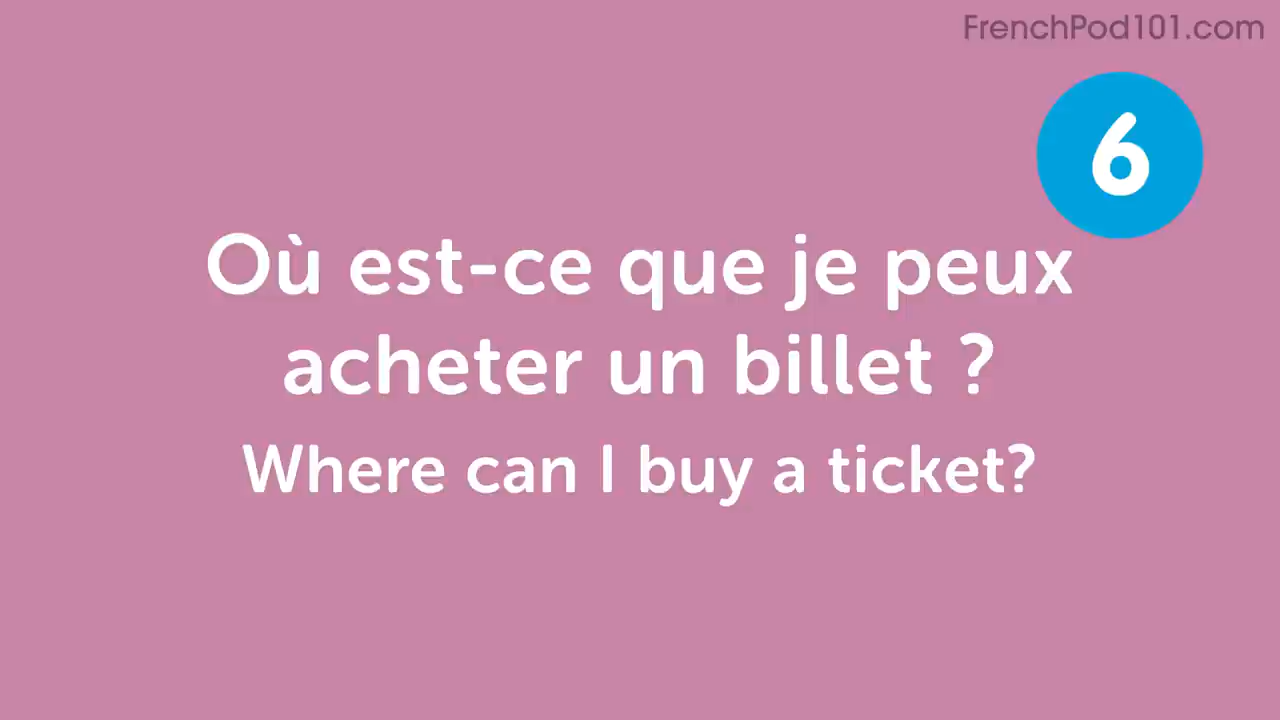 FrenchPod101.com
6
Où est-ce que je peux
acheter un billet ?
Where can I buy a ticket?